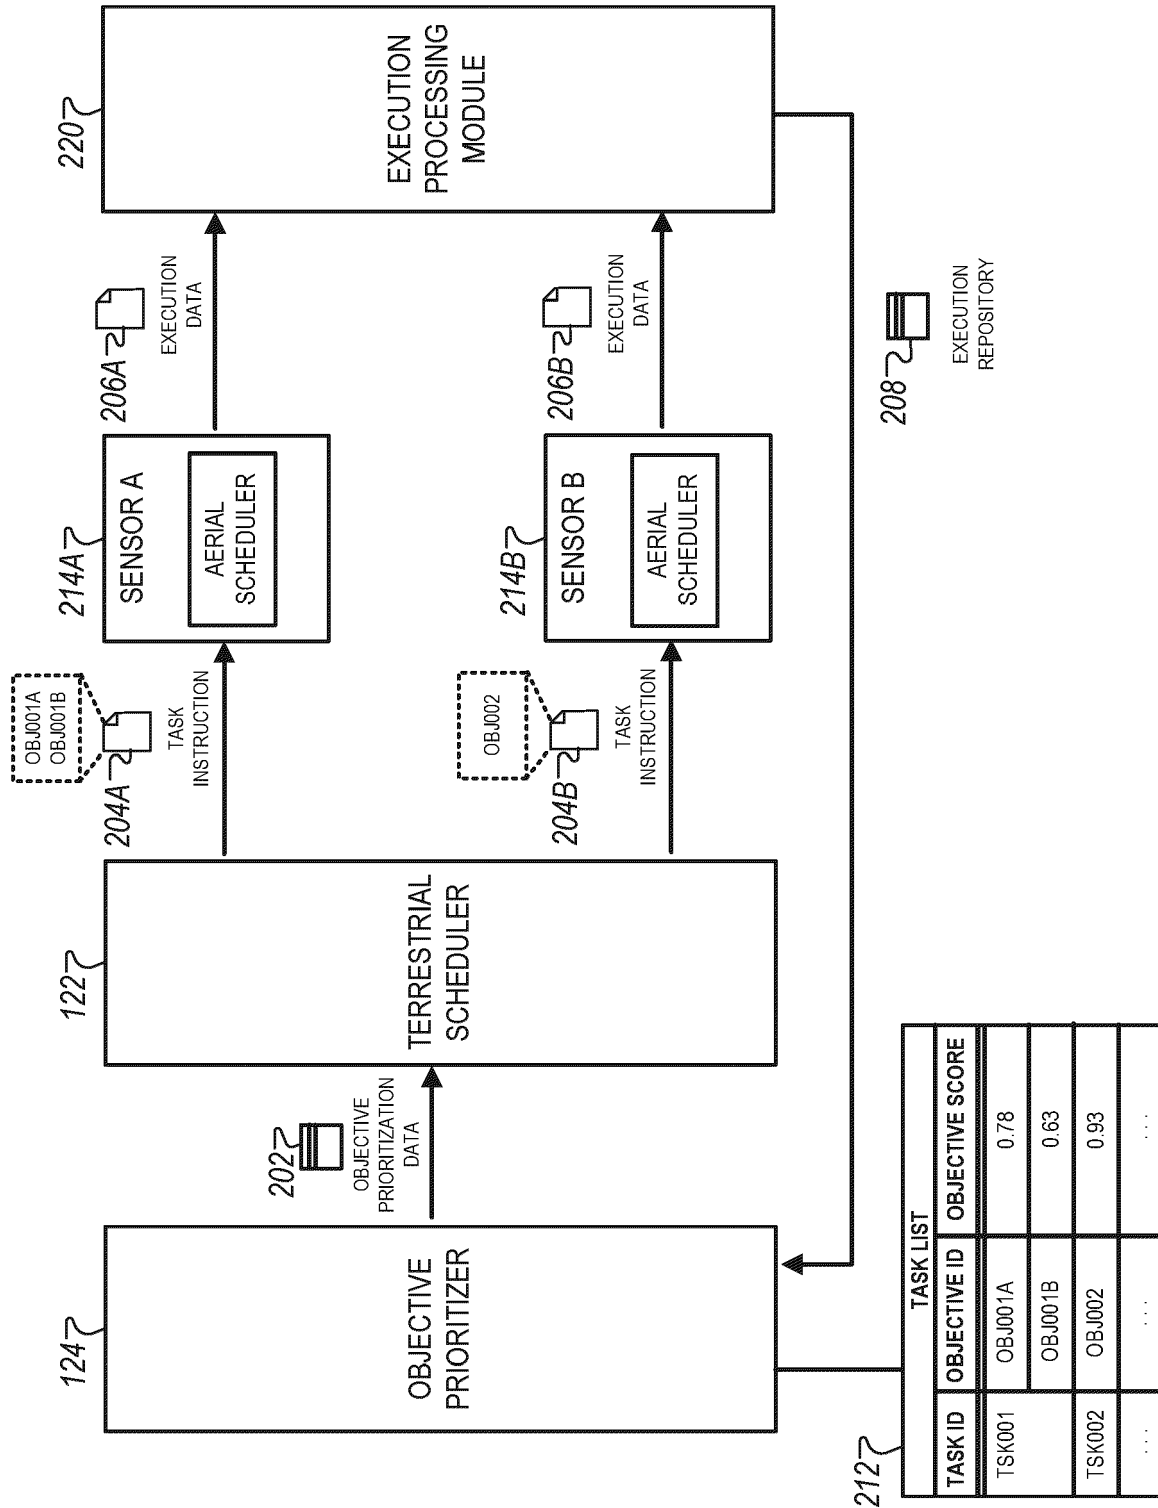 124
OBJECTIVE
PRIORITIZER
202
OBJECTIVE
PRIORITIZATION
DATA
122
TERRESTRIAL
SCHEDULER
OBJ001A
OBJ001B
204A
TASK
INSTRUCTION
OBJ002
204B
TASK
INSTRUCTION
214A
SENSOR A
AERIAL
SCHEDULER
214B
SENSOR B
AERIAL
SCHEDULER
206A
EXECUTION
DATA
206B
EXECUTION
DATA
220
EXECUTION
PROCESSING
MODULE
208
EXECUTION
REPOSITORY
212
TASK LIST
TASK ID OBJECTIVE ID OBJECTIVE SCORE
TSK001 OBJ001A 0.78
OBJ001B 0.63
TSK002 OBJ002 0.93
... ... ...